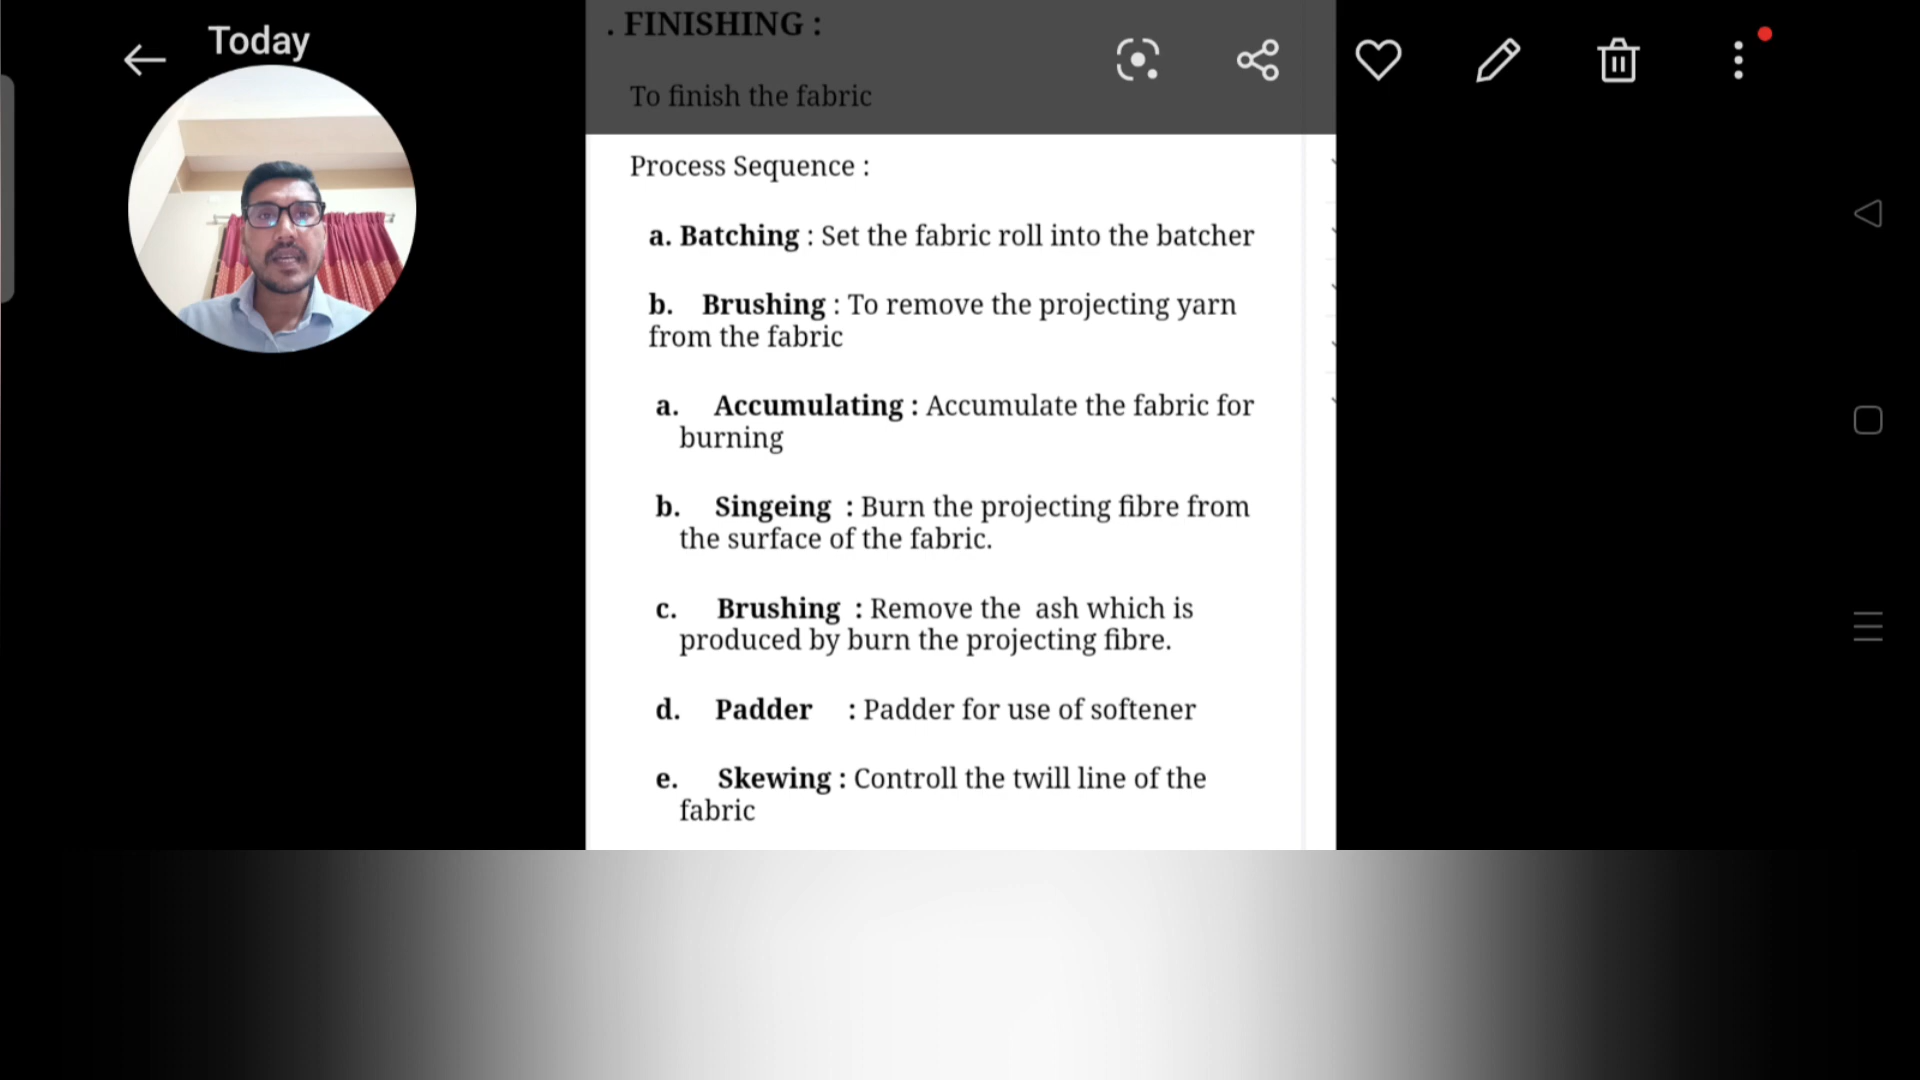 Today
. FINISHING :
To finish the fabric
Process Sequence :
a. Batching : Set the fabric roll into the batcher
b. Brushing : To remove the projecting yarn
from the fabric
a. Accumulating : Accumulate the fabric for
burning
b. Singeing : Burn the projecting fibre from
the surface of the fabric.
c. Brushing : Remove the ash which is
produced by burn the projecting fibre.
d. Padder : Padder for use of softener
e. Skewing : Controll the twill line of the
fabric